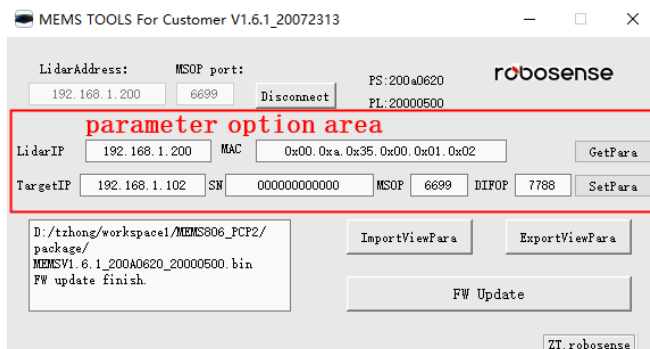 MEMS TOOLS For Customer V1.6.1_20072313
LidarAddress: MSOP port:
192.168.1.200 6699 Disconnect PS:200a0620 robosense
PL:20000500
parameter option area
LidarIP 192.168.1.200 MAC 0x00.0xa.0x35.0x00.0x01.0x02 GetPara
TargetIP 192.168.1.102 SN 000000000000 MSOP 6699 DIFOP 7788 SetPara
D:/tzhong/workspace1/MEMS806_PCP2/
package/
MEMSV1.6.1_200A0620_20000500.bin
FW update finish.
ImportViewPara ExportViewPara
FW Update
ZT.robosense